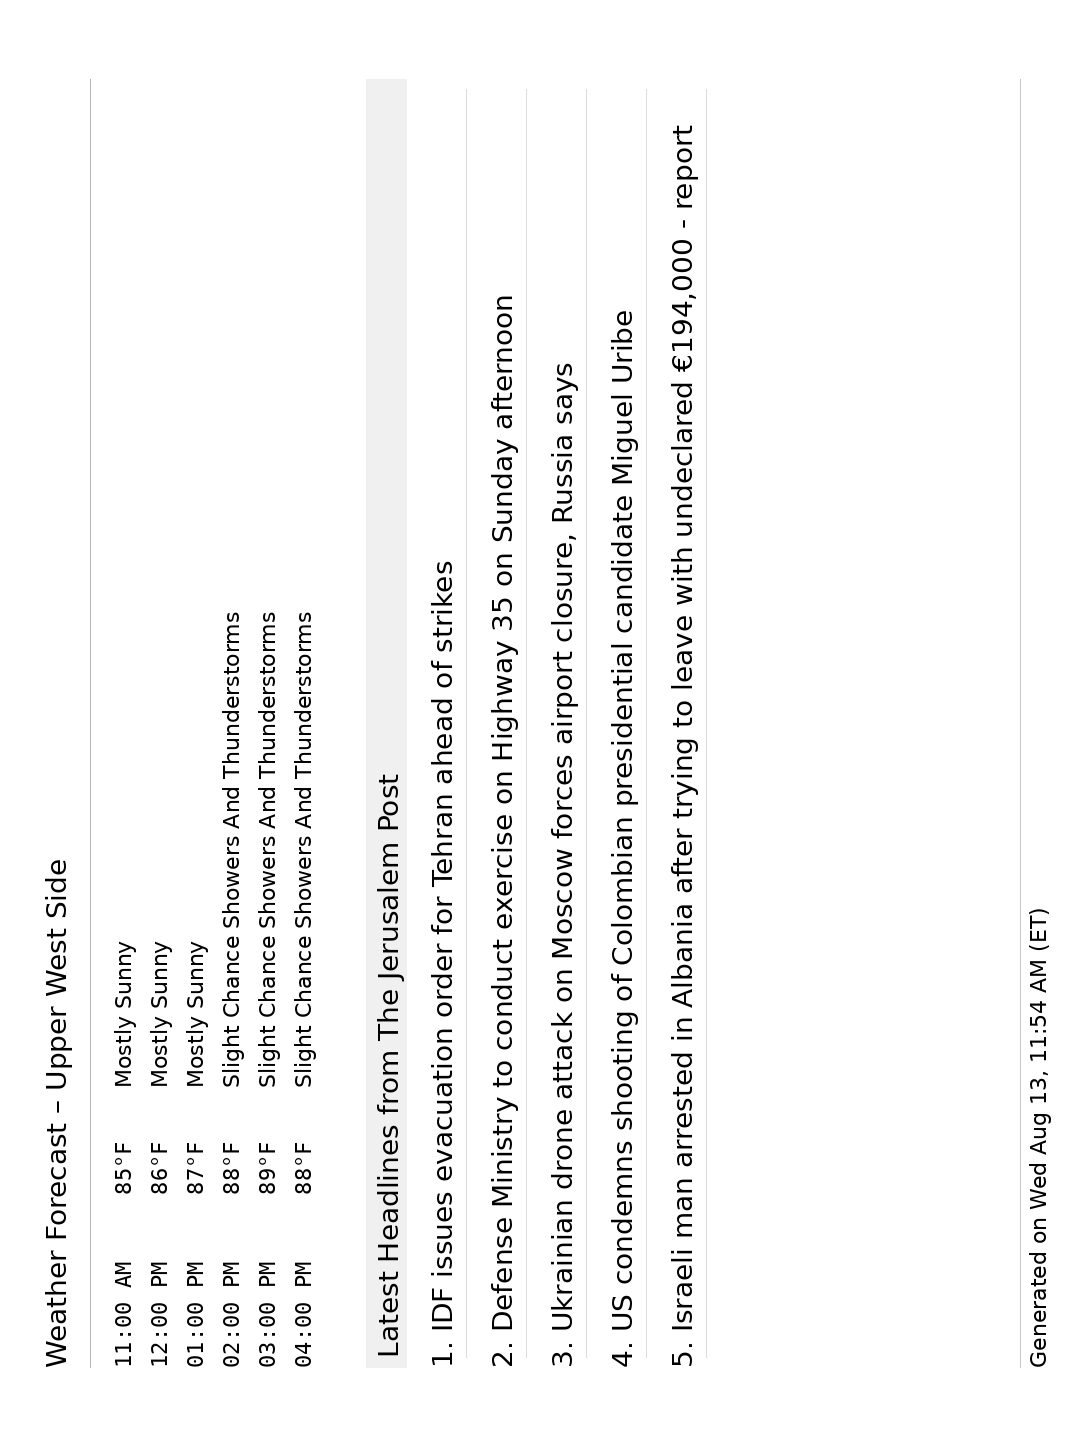 Weather Forecast – Upper West Side
11:00 AM 85°F Mostly Sunny
12:00 PM 86°F Mostly Sunny
01:00 PM 87°F Mostly Sunny
02:00 PM 88°F Slight Chance Showers And Thunderstorms
03:00 PM 89°F Slight Chance Showers And Thunderstorms
04:00 PM 88°F Slight Chance Showers And Thunderstorms
Latest Headlines from The Jerusalem Post
1. IDF issues evacuation order for Tehran ahead of strikes
2. Defense Ministry to conduct exercise on Highway 35 on Sunday afternoon
3. Ukrainian drone attack on Moscow forces airport closure, Russia says
4. US condemns shooting of Colombian presidential candidate Miguel Uribe
5. Israeli man arrested in Albania after trying to leave with undeclared €194,000 - report
Generated on Wed Aug 13, 11:54 AM (ET)